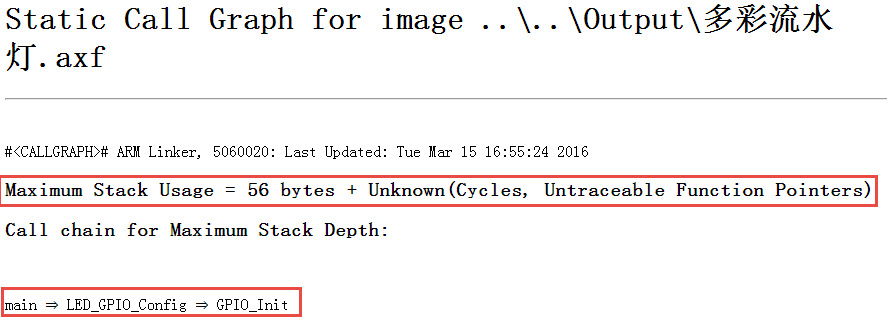 Static Call Graph for image ..\..\Output\多彩流水
灯.axf
#<CALLGRAPH># ARM Linker, 5060020: Last Updated: Tue Mar 15 16:55:24 2016
Maximum Stack Usage = 56 bytes + Unknown(Cycles, Untraceable Function Pointers)
Call chain for Maximum Stack Depth:
main ⇒ LED_GPIO_Config ⇒ GPIO_Init